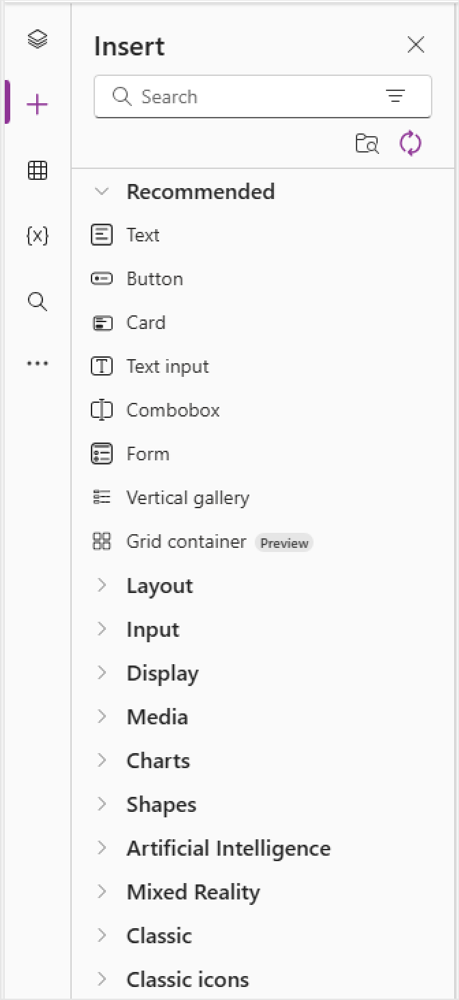 Insert
Search
Recommended
Text
Button
Card
Text input
Combobox
Form
Vertical gallery
Grid container Preview
Layout
Input
Display
Media
Charts
Shapes
Artificial Intelligence
Mixed Reality
Classic
Classic icons